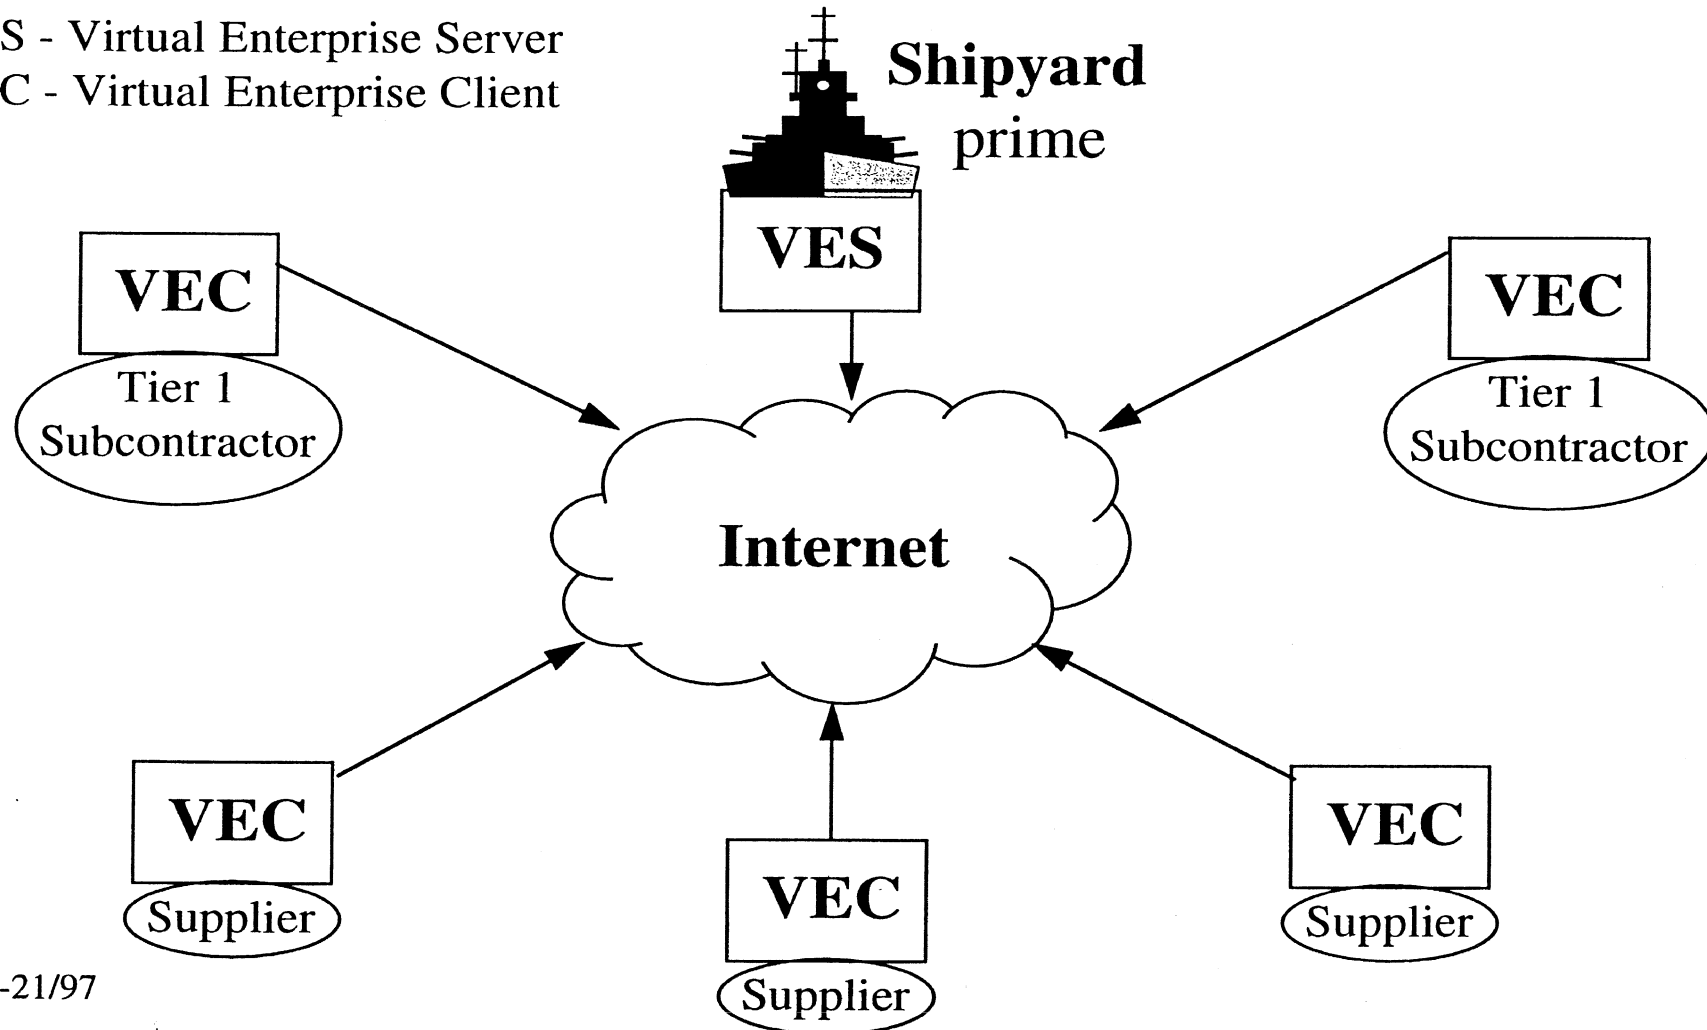 S - Virtual Enterprise Server
C - Virtual Enterprise Client
Shipyard
prime
VES
VEC
Tier 1
Subcontractor
VEC
Tier 1
Subcontractor
Internet
VEC
Supplier
VEC
Supplier
VEC
Supplier
-21/97